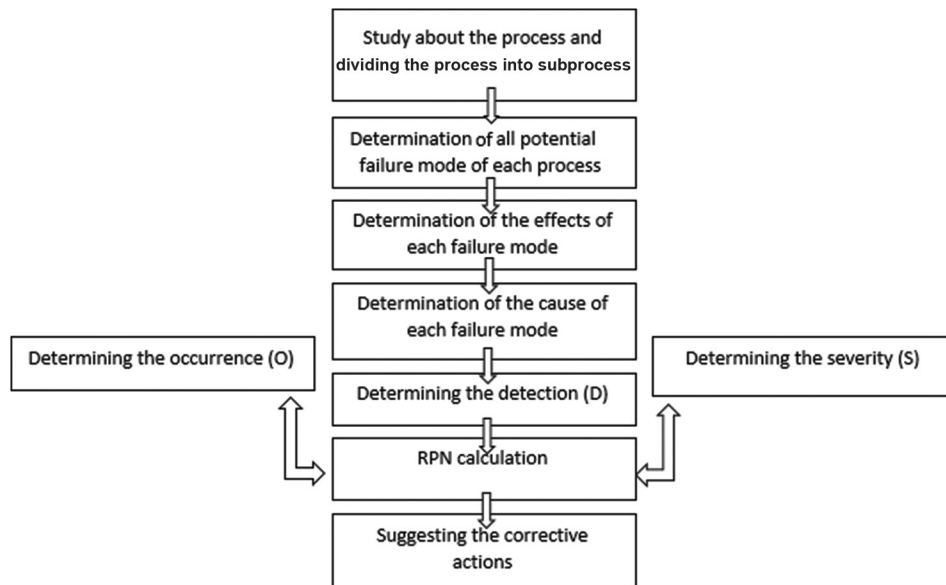 Study about the process and
dividing the process into subprocess
Determination of all potential
failure mode of each process
Determination of the effects of
each failure mode
Determination of the cause of
each failure mode
Determining the occurrence (O)
Determining the severity (S)
Determining the detection (D)
RPN calculation
Suggesting the corrective
actions